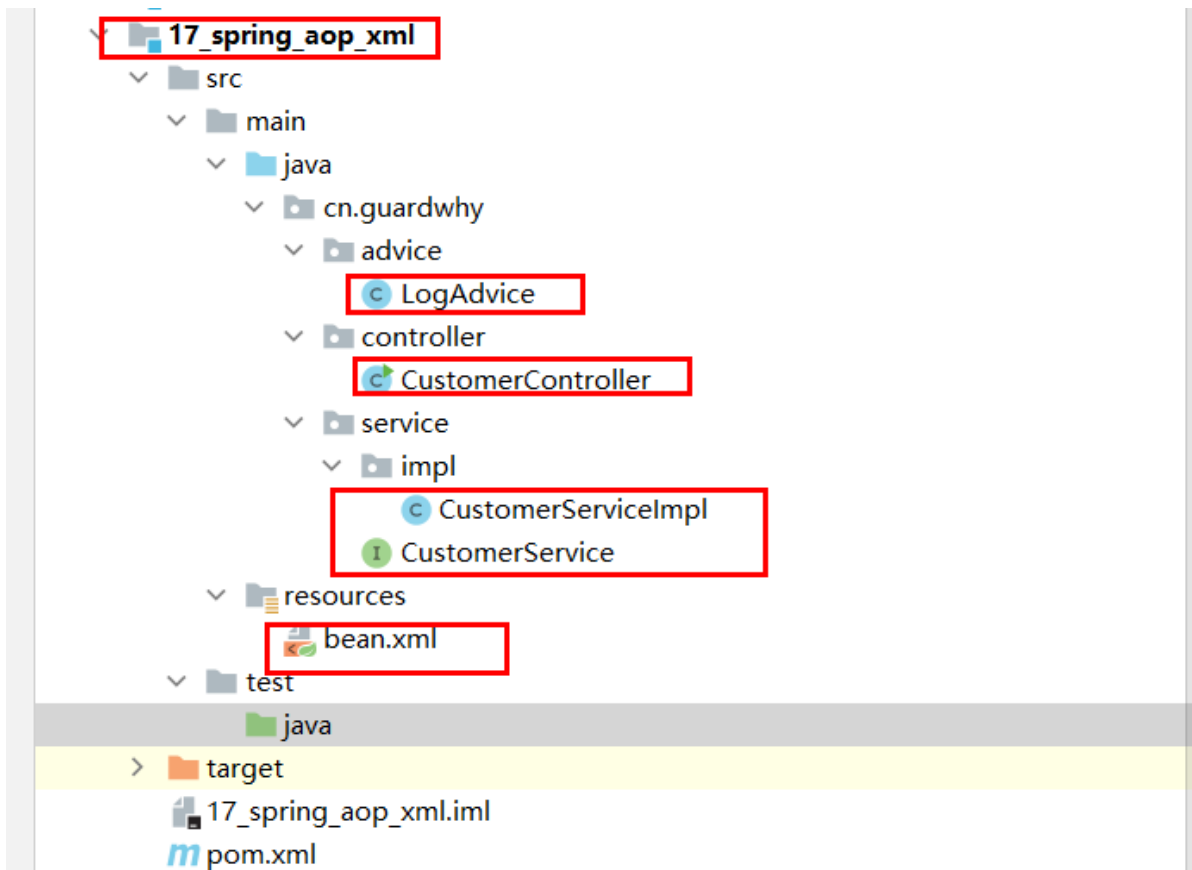 17_spring_aop_xml
src
main
java
cn.guardwhy
advice
C LogAdvice
controller
C CustomerController
service
impl
C CustomerServiceImpl
I CustomerService
resources
bean.xml
test
java
target
17_spring_aop_xml.iml
m pom.xml